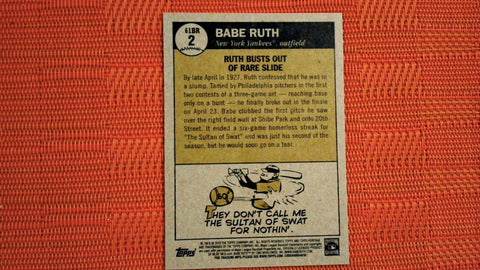 61BR
2
BABE RUTH
New York Yankees®, outfield
RUTH BUSTS OUT
OF RARE SLIDE
By late April in 1927, Ruth confessed that he was in
a slump. Tamed by Philadelphia pitchers in the first
two contests of a three-game set — reaching base
only on a bunt — he finally broke out in the finale
on April 23. Babe clubbed the first pitch he saw
over the right field wall at Shibe Park and onto 20th
Street. It ended a six-game homerless streak for
"The Sultan of Swat" and was just his second of the
season, but he would soon go on a tear.
THEY DON'T CALL ME
THE SULTAN OF SWAT
FOR NOTHIN'.
Topps